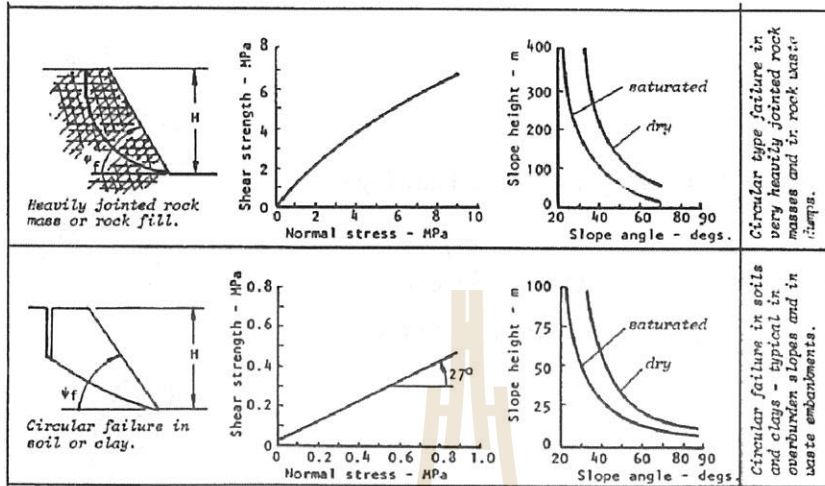 H
ψf
Heavily jointed rock
mass or rock fill.
Shear strength - MPa
8
6
4
2
0
0 2 4 6 8 10
Normal stress - MPa
Slope height - m
400
300
200
100
0
saturated
dry
20 40 60 80 90
Slope angle - degs.
Circular type failure in
very heavily jointed rock
masses and in rock waste
dumps.
H
ψf
Circular failure in
soil or clay.
Shear strength - MPa
0.8
0.6
0.4
0.2
0
27°
0 0.2 0.4 0.6 0.8 1.0
Normal stress - MPa
Slope height - m
100
75
50
25
0
saturated
dry
20 40 60 80 90
Slope angle - degs.
Circular failure in soils
and clays - typical in
overburden slopes and in
waste embankments.